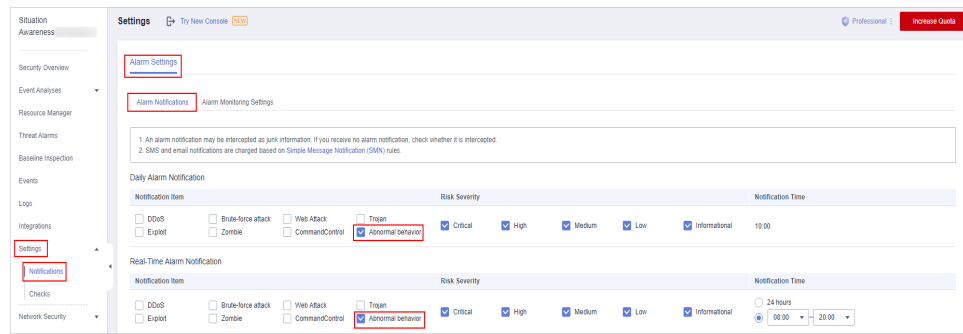 Situation
Awareness
Settings
Try New Console NEW
Professional
Increase Quota
Security Overview
Event Analyses
Resource Manager
Threat Alarms
Baseline Inspection
Events
Logs
Integrations
Settings
Notifications
Checks
Network Security
Alarm Settings
Alarm Notifications Alarm Monitoring Settings
1. An alarm notification may be intercepted as junk information. If you receive no alarm notification, check whether it is intercepted.
2. SMS and email notifications are charged based on Simple Message Notification (SMN) rules.
Daily Alarm Notification
Notification Item Risk Severity Notification Time
DDoS Brute-force attack Web Attack Trojan
Exploit Zombie CommandControl Abnormal behavior
Critical High Medium Low Informational 10:00
Real-Time Alarm Notification
Notification Item Risk Severity Notification Time
DDoS Brute-force attack Web Attack Trojan
Exploit Zombie CommandControl Abnormal behavior
Critical High Medium Low Informational
24 hours
08:00 – 20:00